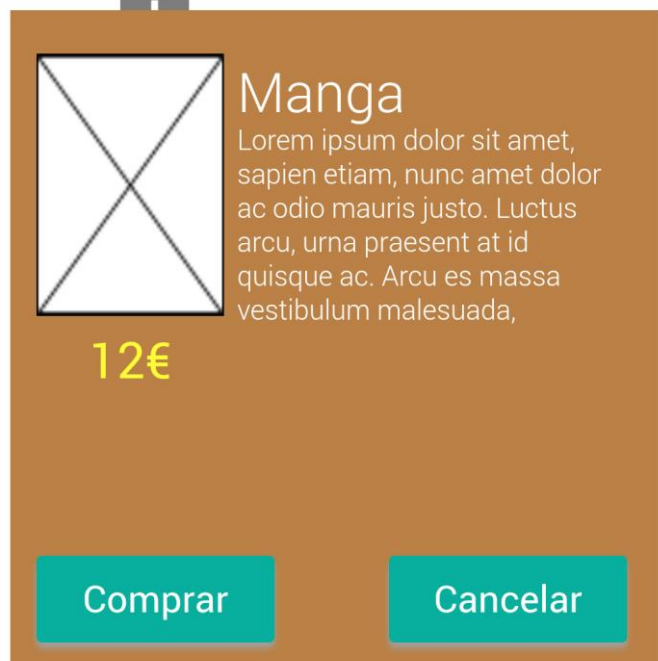 Manga
Lorem ipsum dolor sit amet,
sapien etiam, nunc amet dolor
ac odio mauris justo. Luctus
arcu, urna praesent at id
quisque ac. Arcu es massa
vestibulum malesuada,
12€
Comprar
Cancelar